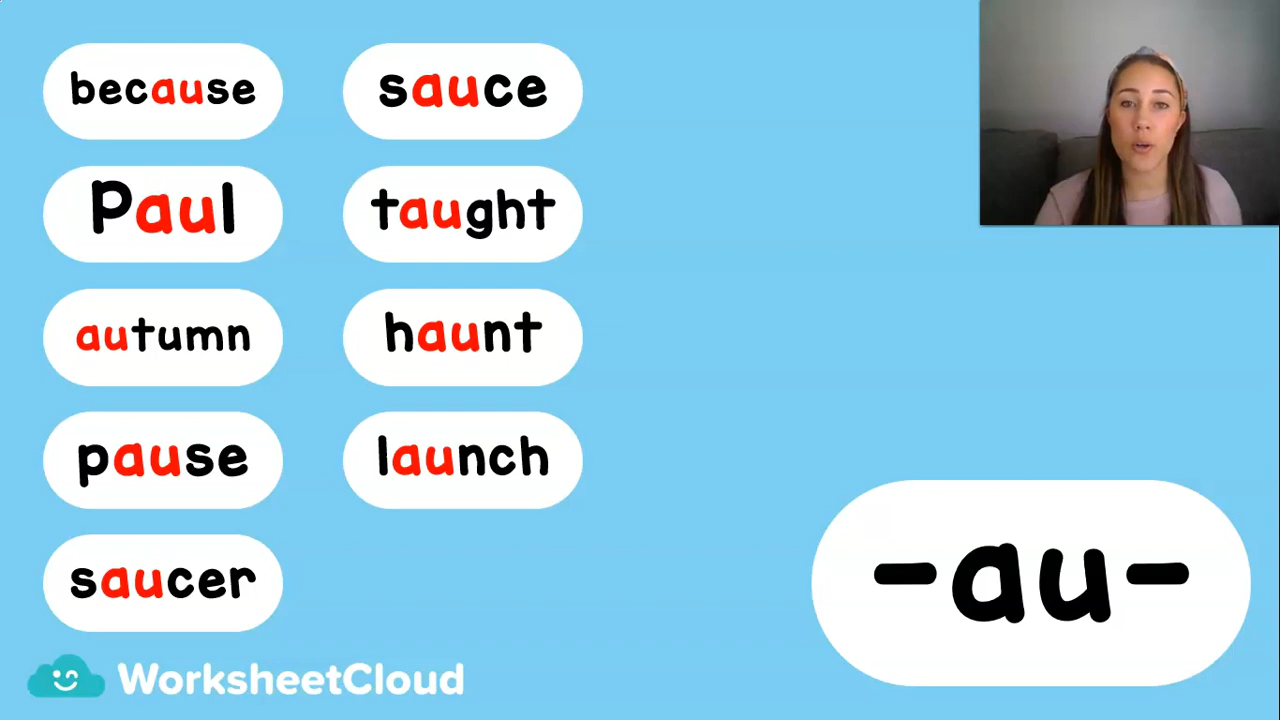 because
Paul
autumn
pause
saucer
sauce
taught
haunt
launch
-au-
WorksheetCloud